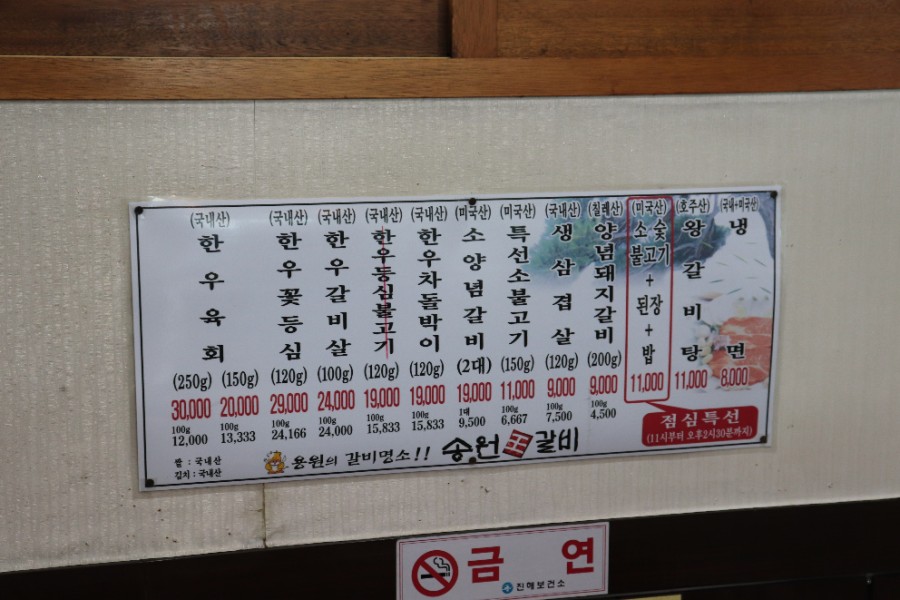 (국내산)
한우육회
(250g) (150g)
30,000 20,000
100g 100g
12,000 13,333
(국내산)
한우꽃등심
(120g)
29,000
100g
24,166
(국내산)
한우갈비살
(100g)
24,000
100g
24,000
(국내산)
한우등심불고기
(120g)
19,000
100g
15,833
(국내산)
한우차돌박이
(120g)
19,000
100g
15,833
(미국산)
소양념갈비
(2대)
19,000
1대
9,500
(미국산)
특선소불고기
(150g)
11,000
100g
6,667
(국내산)
생삼겹살
(120g)
9,000
100g
7,500
(칠레산)
양념돼지갈비
(200g)
9,000
100g
4,500
(미국산)
소숯
불고기
+
된장
+
밥
11,000
점심특선
(11시부터 오후2시30분까지)
(호주산)
왕갈비탕
11,000
(국내+미국산)
냉면
8,000
쌀 : 국내산
김치 : 국내산
용원의 갈비명소!! 송원王갈비
금연
진해보건소